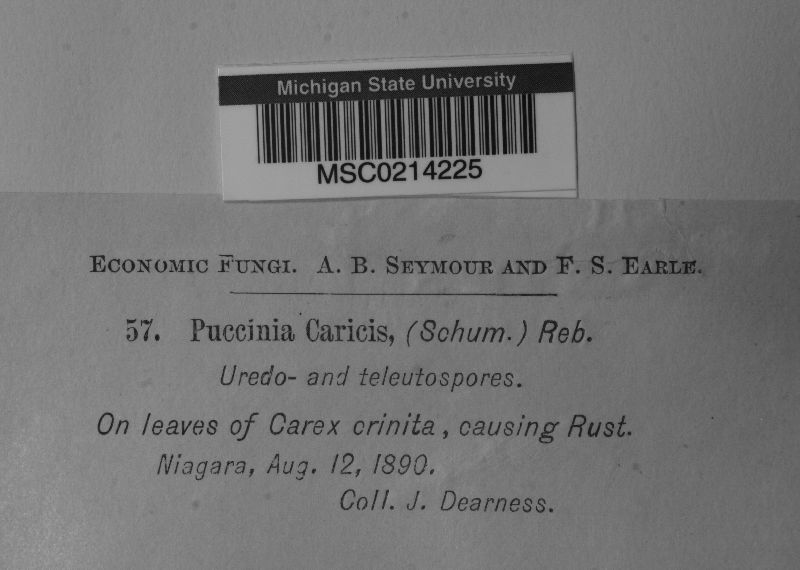 Michigan State University
MSC0214225
Economic Fungi. A. B. Seymour and F. S. Earle.
57. Puccinia Caricis, (Schum.) Reb.
Uredo- and teleutospores.
On leaves of Carex crinita, causing Rust.
Niagara, Aug. 12, 1890.
Coll. J. Dearness.